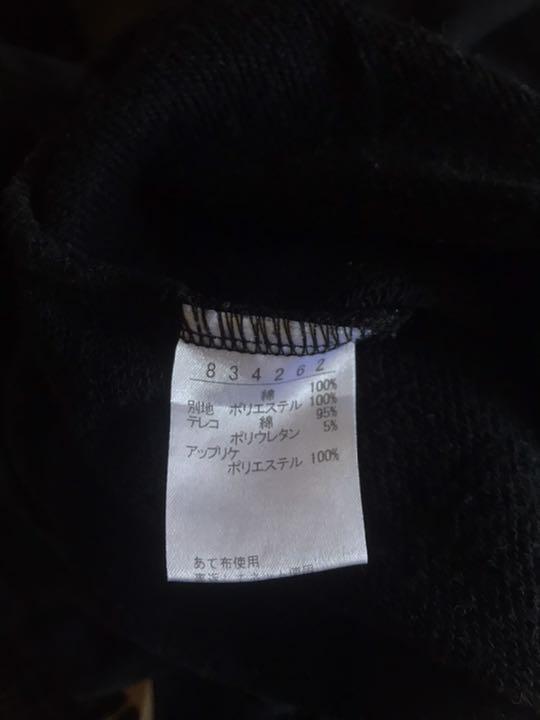 834262
綿 100%
別地 ポリエステル 100%
テレコ 綿 95%
ポリウレタン 5%
アップリケ
ポリエステル 100%
あて布使用